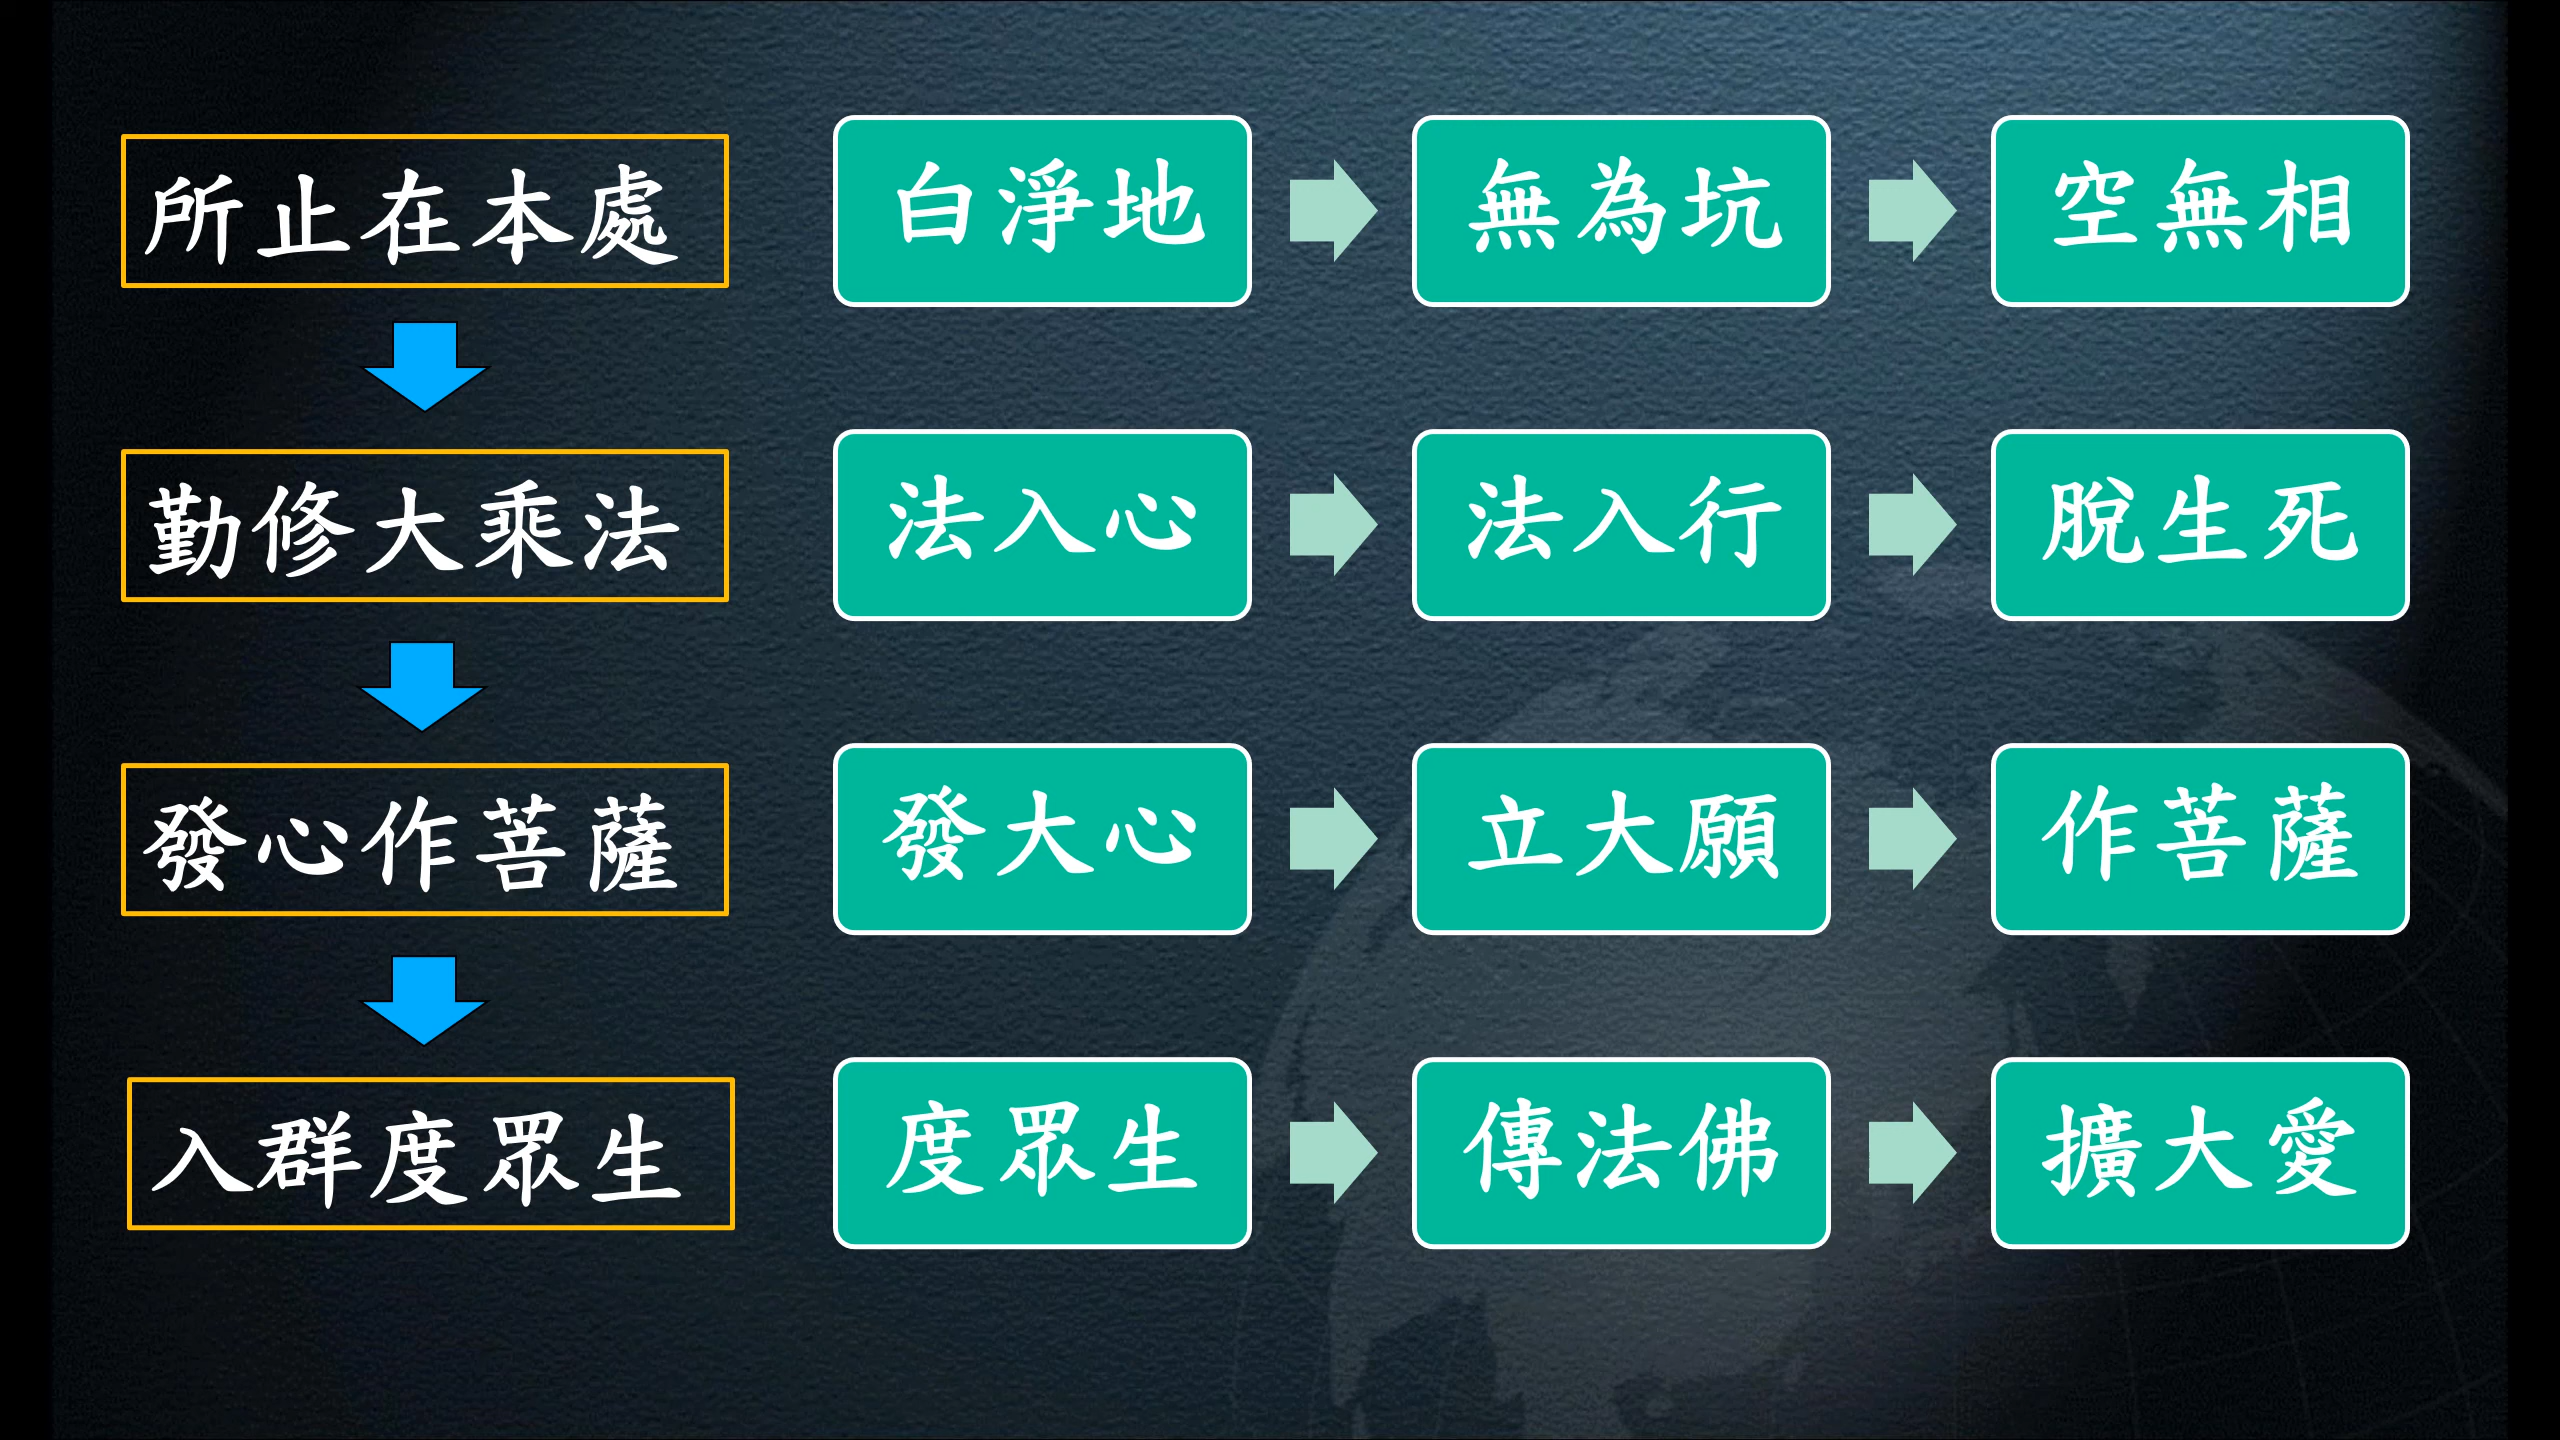 所止在本處
白淨地
無為坑
空無相
勤修大乘法
法入心
法入行
脫生死
發心作菩薩
發大心
立大願
作菩薩
入群度眾生
度眾生
傳法佛
擴大愛